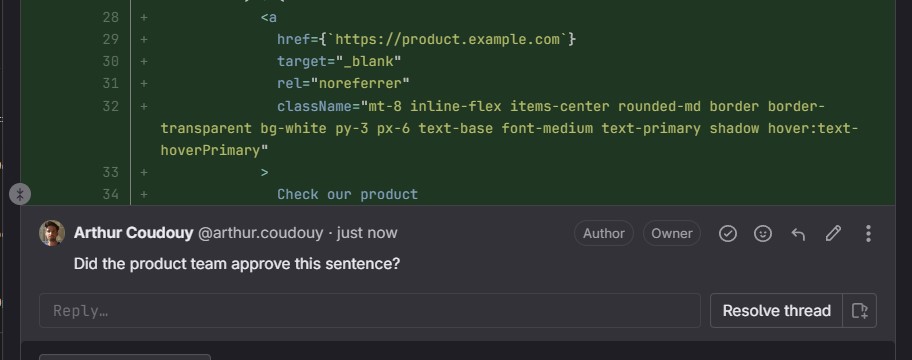 28 + <a
29 + href={`https://product.example.com`}
30 + target="_blank"
31 + rel="noreferrer"
32 + className="mt-8 inline-flex items-center rounded-md border border-
transparent bg-white py-3 px-6 text-base font-medium text-primary shadow hover:text-
hoverPrimary"
33 + >
34 + Check our product
Arthur Coudouy @arthur.coudouy · just now Author Owner
Did the product team approve this sentence?
Reply… Resolve thread